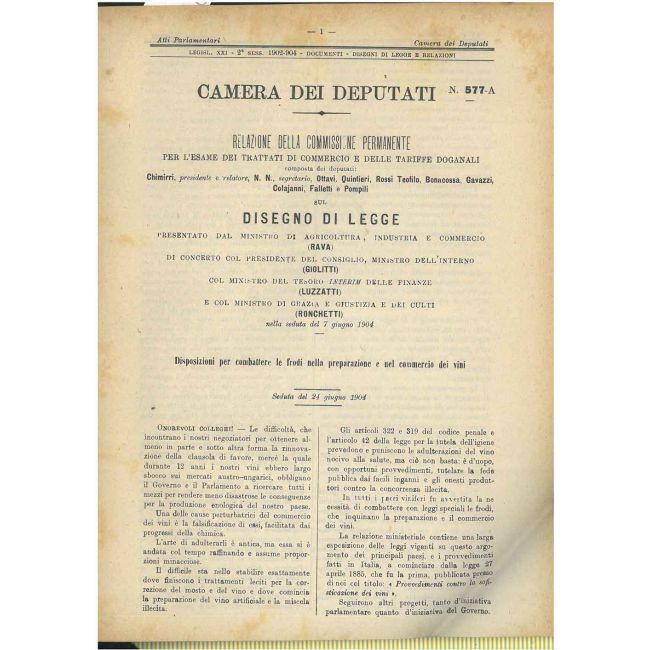 — 1 —
Atti Parlamentari Camera dei Deputati
LEGISL. XXI - 2ª SESS. 1902-904 - DOCUMENTI - DISEGNI DI LEGGE E RELAZIONI
CAMERA DEI DEPUTATI N. 577-A
RELAZIONE DELLA COMMISSIONE PERMANENTE
PER L'ESAME DEI TRATTATI DI COMMERCIO E DELLE TARIFFE DOGANALI
composta dei deputati:
Chimirri, presidente e relatore, N. N., segretario, Ottavi, Quintieri, Rossi Teofilo, Bonacossa, Gavazzi,
Colajanni, Falletti e Pompili
SUL
DISEGNO DI LEGGE
PRESENTATO DAL MINISTRO DI AGRICOLTURA, INDUSTRIA E COMMERCIO
(RAVA)
DI CONCERTO COL PRESIDENTE DEL CONSIGLIO, MINISTRO DELL'INTERNO
(GIOLITTI)
COL MINISTRO DEL TESORO INTERIM DELLE FINANZE
(LUZZATTI)
E COL MINISTRO DI GRAZIA E GIUSTIZIA E DEI CULTI
(RONCHETTI)
nella seduta del 7 giugno 1904
Disposizioni per combattere le frodi nella preparazione e nel commercio dei vini
Seduta del 24 giugno 1904
ONOREVOLI COLLEGHI! — Le difficoltà, che
incontrano i nostri negoziatori per ottenere al-
meno in parte e sotto altra forma la rinnova-
zione della clausola di favore, mercè la quale
durante 12 anni i nostri vini ebbero largo
sbocco sui mercati austro-ungarici, obbligano
il Governo e il Parlamento a ricercare tutti i
mezzi per rendere meno disastrose le conseguenze
per la produzione enologica del nostro paese.
Una delle cause perturbatrici del commercio
dei vini è la falsificazione di essi, facilitata dai
progressi della chimica.
L'arte di adulterarli è antica, ma essa si è
andata col tempo raffinando e assume propor-
zioni minacciose.
Il difficile sta nello stabilire esattamente
dove finiscono i trattamenti leciti per la cor-
rezione del mosto e del vino e dove comincia
la preparazione del vino artificiale e la miscela
illecita.
Gli articoli 322 e 319 del codice penale e
l'articolo 42 della legge per la tutela dell'igiene
prevedono e puniscono le adulterazioni del vino
nocivo alla salute, ma ciò non basta: è d'uopo,
con opportuni provvedimenti, tutelare la fede
pubblica dai facili inganni e gli onesti produt-
tori contro la concorrenza illecita.
In tutti i paesi viniferi fu avvertita la ne-
cessità di combattere con leggi speciali le frodi,
che inquinano la preparazione e il commercio
dei vini.
La relazione ministeriale contiene una larga
esposizione delle leggi vigenti su questo argo-
mento dei principali paesi, e i provvedimenti
fatti in Italia, a cominciare dalla legge 27
aprile 1885, che fu la prima, pubblicata presso
di noi col titolo: « Provvedimenti contro la sofi-
sticazione dei vini ».
Seguirono altri progetti, tanto d'iniziativa
parlamentare quanto d'iniziativa del Governo.